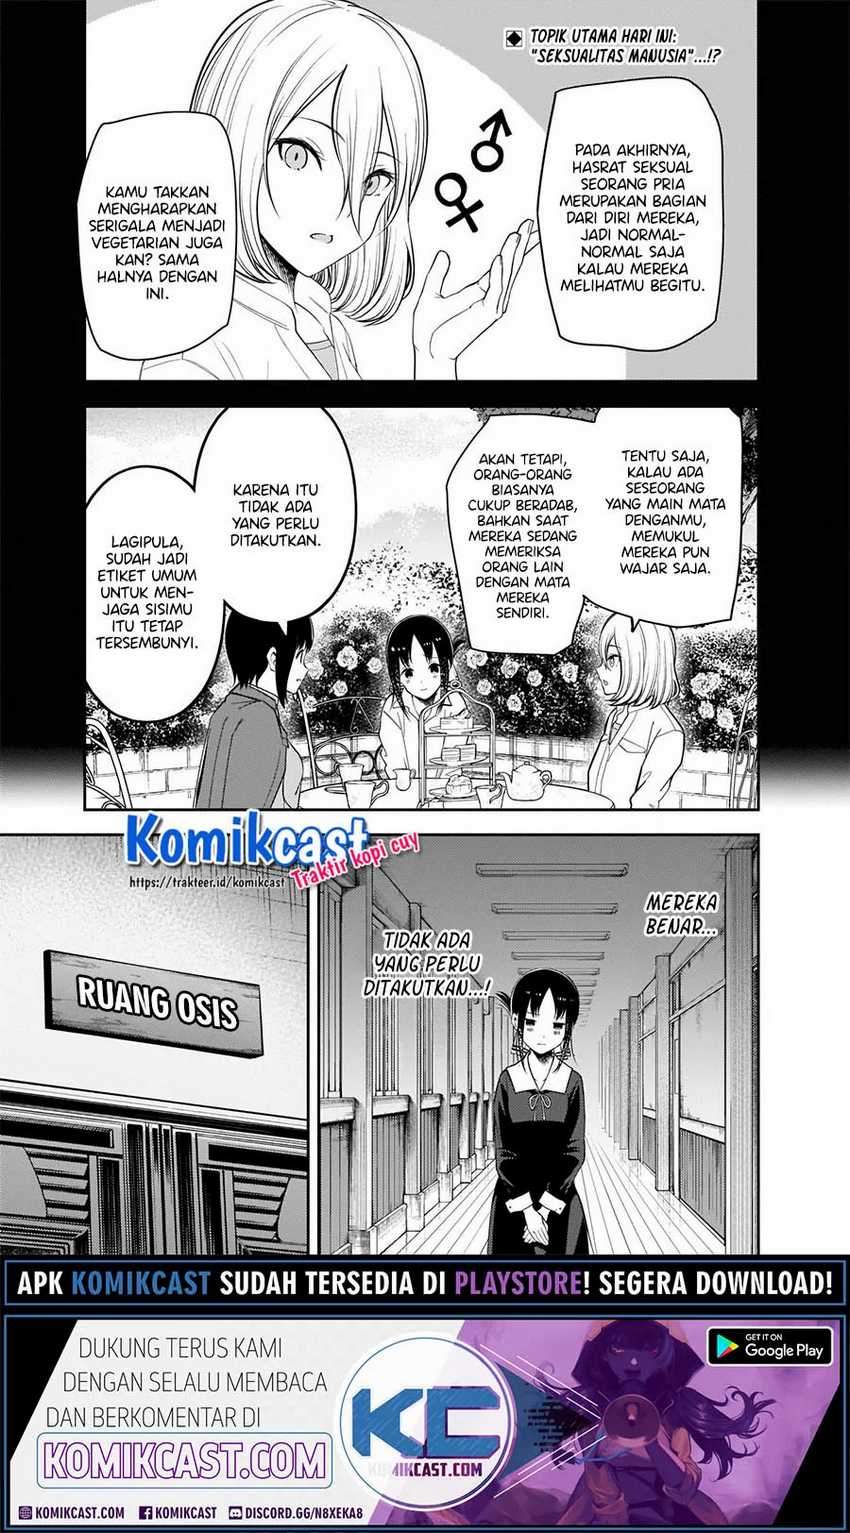 TOPIK UTAMA HARI INI:
"SEKSUALITAS MANUSIA"...!?
PADA AKHIRNYA,
HASRAT SEKSUAL
SEORANG PRIA
MERUPAKAN BAGIAN
DARI DIRI MEREKA,
JADI NORMAL-
NORMAL SAJA
KALAU MEREKA
MELIHATMU BEGITU.
KAMU TAKKAN
MENGHARAPKAN
SERIGALA MENJADI
VEGETARIAN JUGA
KAN? SAMA
HALNYA DENGAN
INI.
TENTU SAJA,
KALAU ADA
SESEORANG
YANG MAIN MATA
DENGANMU,
MEMUKUL
MEREKA PUN
WAJAR SAJA.
AKAN TETAPI,
ORANG-ORANG
BIASANYA
CUKUP BERADAB,
BAHKAN SAAT
MEREKA SEDANG
MEMERIKSA
ORANG LAIN
DENGAN MATA
MEREKA
SENDIRI.
KARENA ITU
TIDAK ADA
YANG PERLU
DITAKUTKAN.
LAGIPULA,
SUDAH JADI
ETIKET UMUM
UNTUK MEN-
JAGA SISIMU
ITU TETAP
TERSEMBUNYI.
Komikcast
Traktir kopi cuy
https://trakteer.id/komikcast
MEREKA
BENAR...
TIDAK ADA
YANG PERLU
DITAKUTKAN...!
RUANG OSIS
APK KOMIKCAST SUDAH TERSEDIA DI PLAYSTORE! SEGERA DOWNLOAD!
DUKUNG TERUS KAMI
DENGAN SELALU MEMBACA
DAN BERKOMENTAR DI
KOMIKCAST.COM
KOMIKCAST.COM KOMIKCAST DISCORD.GG/N8XEKA8
KC
KOMIKCAST.COM
GET IT ON
Google Play